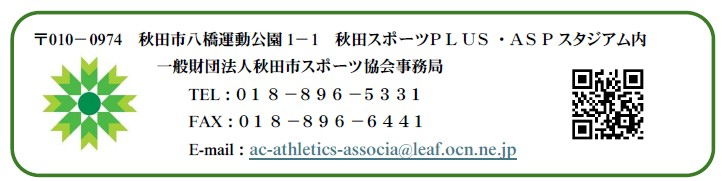 〒010－0974　秋田市八橋運動公園1－1　秋田スポーツＰＬＵＳ・ＡＳＰスタジアム内
一般財団法人秋田市スポーツ協会事務局
TEL：０１８－８９６－５３３１
FAX：０１８－８９６－６４４１
E-mail：ac-athletics-associa@leaf.ocn.ne.jp